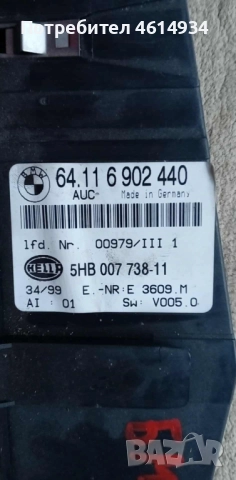 Потребител 4614934
BMW
64.11 6 902 440
AUC- Made in Germany
lfd. Nr. 00979/III 1
HELLA 5HB 007 738-11
34/99 E.-NR:E 3609.M
AI : 01 SW: V005.0
BAZAR